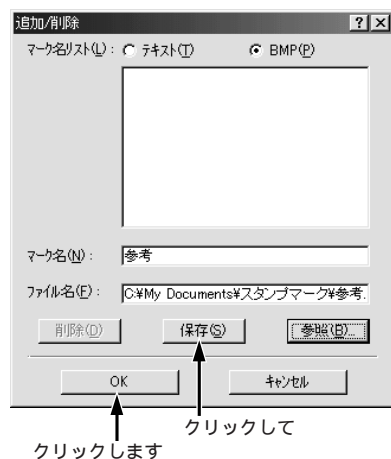 追加/削除
マーク名リスト(L): テキスト(T) BMP(P)
マーク名(N): 参考
ファイル名(F): C:¥My Documents¥スタンプマーク¥参考.
削除(D) 保存(S) 参照(B)...
OK キャンセル
クリックして
クリックします